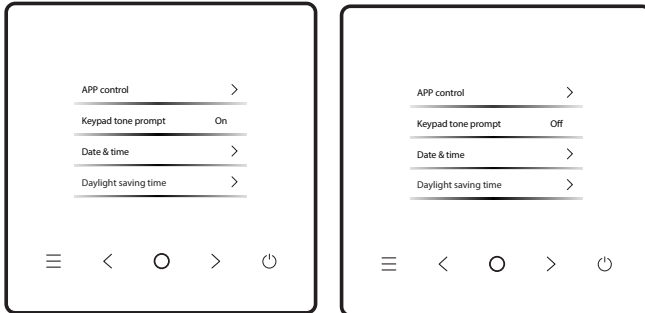 APP control
Keypad tone prompt On
Date & time
Daylight saving time
APP control
Keypad tone prompt Off
Date & time
Daylight saving time